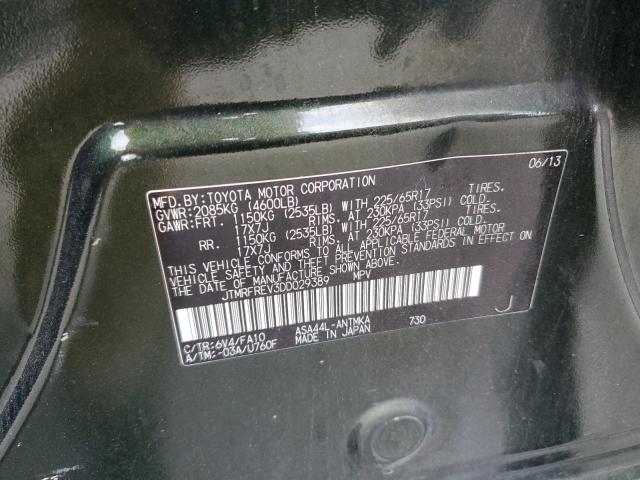 MFD.BY:TOYOTA MOTOR CORPORATION 06/13
GVWR:2085KG (4600LB)
GAWR:FRT. 1150KG (2535LB) WITH 225/65R17 TIRES.
17X7J RIMS. AT 230KPA (33PSI) COLD.
RR. 1150KG (2535LB) WITH 225/65R17 TIRES.
17X7J RIMS. AT 230KPA (33PSI) COLD.
THIS VEHICLE CONFORMS TO ALL APPLICABLE FEDERAL MOTOR
VEHICLE SAFETY AND THEFT PREVENTION STANDARDS IN EFFECT ON
THE DATE OF MANUFACTURE SHOWN ABOVE.
JTMRFREV3DD029389 MPV
J
C/TR:6V4/FA10 ASA44L-ANTMKA 730
A/TM:-03A/U760F MADE IN JAPAN